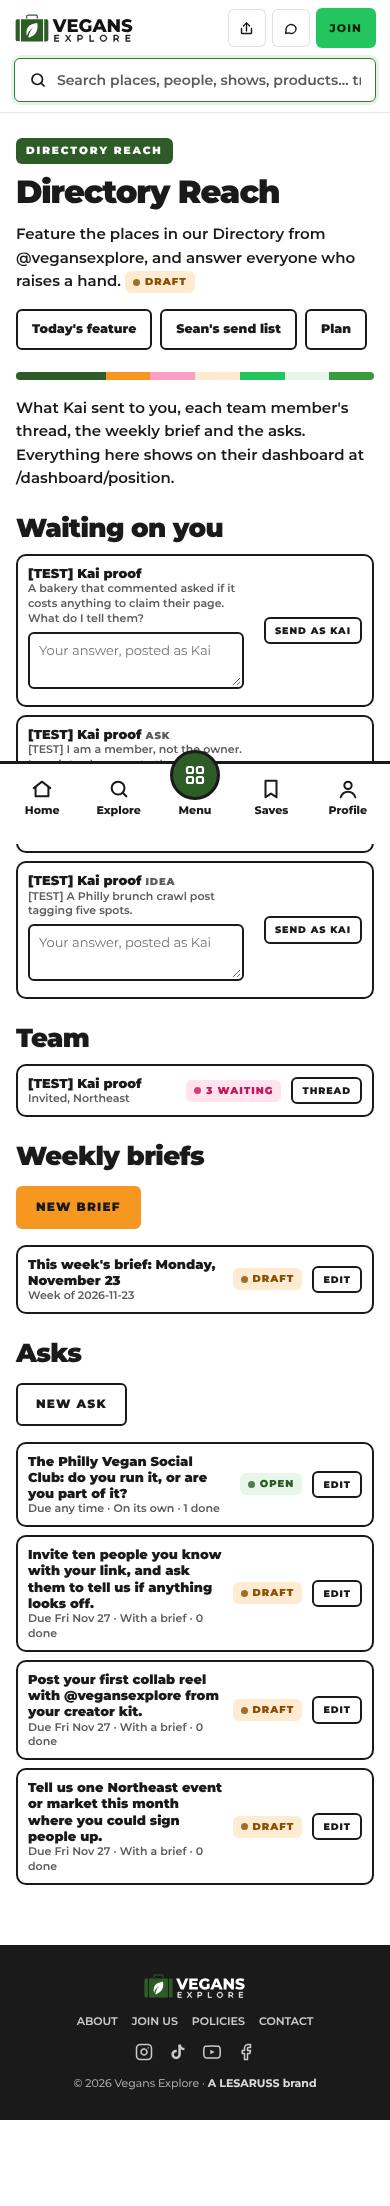 VEGANS
EXPLORE
JOIN
Search places, people, shows, products...
DIRECTORY REACH
Directory Reach
Feature the places in our Directory from
@vegansexplore, and answer everyone who
raises a hand. DRAFT
Today's feature
Sean's send list
Plan
What Kai sent to you, each team member's
thread, the weekly brief and the asks.
Everything here shows on their dashboard at
/dashboard/position.
Waiting on you
[TEST] Kai proof
A bakery that commented asked if it
costs anything to claim their page.
What do I tell them?
Your answer, posted as Kai
SEND AS KAI
[TEST] Kai proof ASK
[TEST] I am a member, not the owner.
Home
Explore
Menu
Saves
Profile
[TEST] Kai proof IDEA
[TEST] A Philly brunch crawl post
tagging five spots.
Your answer, posted as Kai
SEND AS KAI
Team
[TEST] Kai proof
Invited, Northeast
3 WAITING
THREAD
Weekly briefs
NEW BRIEF
This week's brief: Monday,
November 23
Week of 2026-11-23
DRAFT
EDIT
Asks
NEW ASK
The Philly Vegan Social
Club: do you run it, or are
you part of it?
Due any time · On its own · 1 done
OPEN
EDIT
Invite ten people you know
with your link, and ask
them to tell us if anything
looks off.
Due Fri Nov 27 · With a brief · 0
done
DRAFT
EDIT
Post your first collab reel
with @vegansexplore from
your creator kit.
Due Fri Nov 27 · With a brief · 0
done
DRAFT
EDIT
Tell us one Northeast event
or market this month
where you could sign
people up.
Due Fri Nov 27 · With a brief · 0
done
DRAFT
EDIT
VEGANS
EXPLORE
ABOUT
JOIN US
POLICIES
CONTACT
© 2026 Vegans Explore · A LESARUSS brand